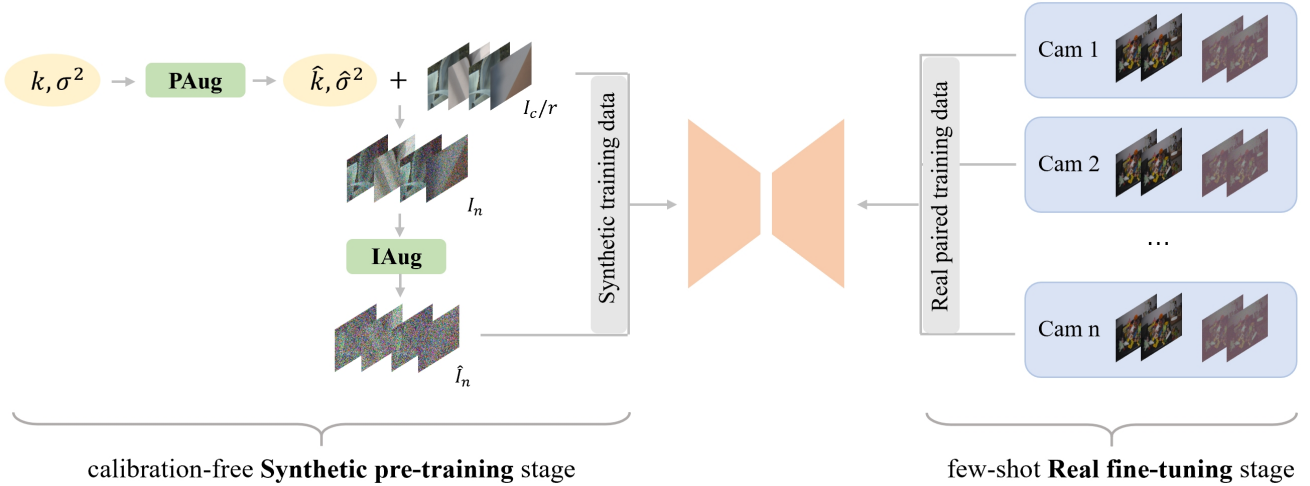 k, σ²
PAug
k̂, σ̂²
+
I_c/r
I_n
IAug
Î_n
Synthetic training data
Real paired training data
Cam 1
Cam 2
...
Cam n
calibration-free Synthetic pre-training stage
few-shot Real fine-tuning stage